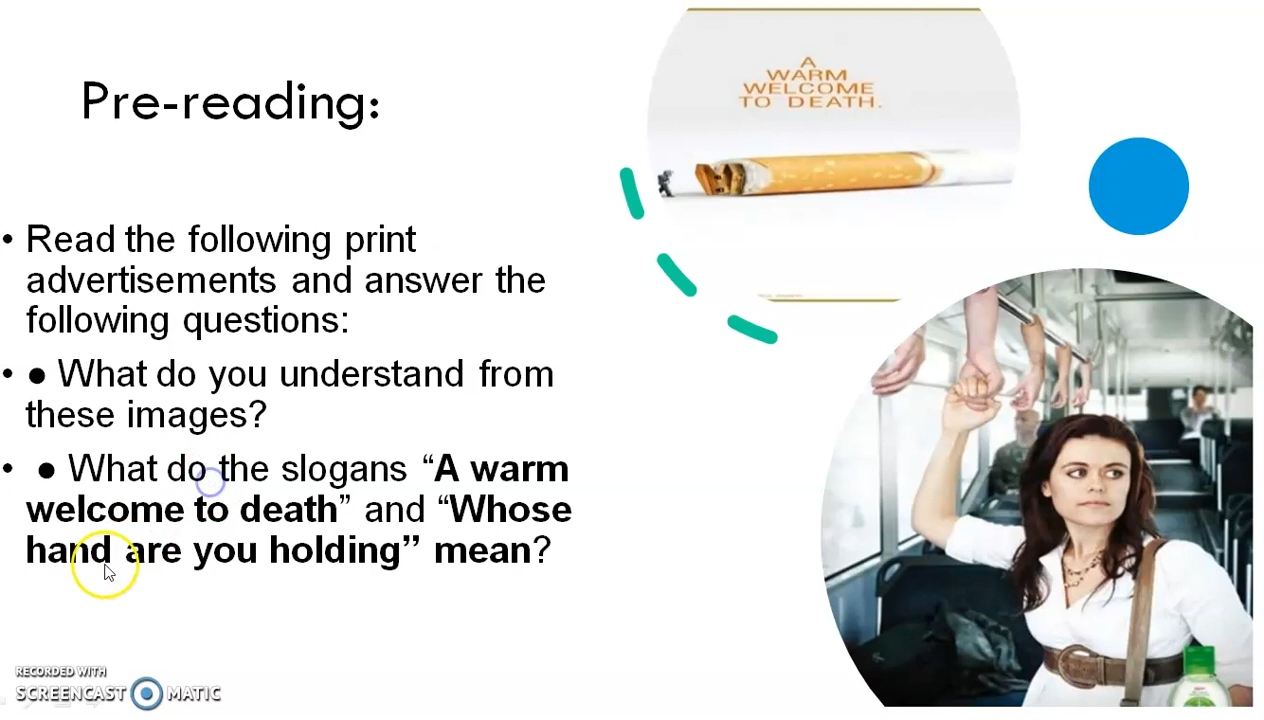 Pre-reading:
A
WARM
WELCOME
TO DEATH.
• Read the following print
advertisements and answer the
following questions:
• ● What do you understand from
these images?
• ● What do the slogans “A warm
welcome to death” and “Whose
hand are you holding” mean?
RECORDED WITH
SCREENCAST MATIC